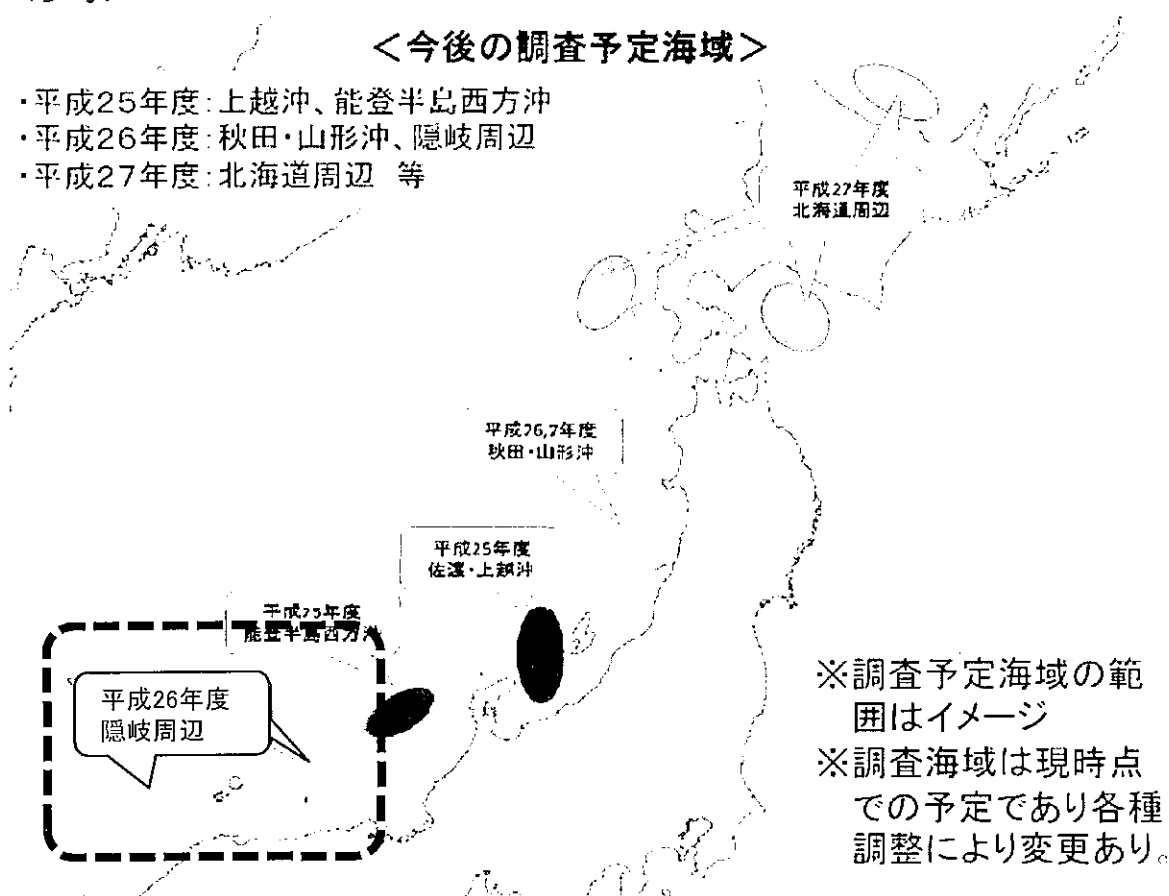 ＜今後の調査予定海域＞
・平成25年度：上越沖、能登半島西方沖
・平成26年度：秋田・山形沖、隠岐周辺
・平成27年度：北海道周辺　等
平成27年度
北海道周辺
平成26,7年度
秋田・山形沖
平成25年度
佐渡・上越沖
平成25年度
能登半島西方沖
平成26年度
隠岐周辺
※調査予定海域の範
囲はイメージ
※調査海域は現時点
での予定であり各種
調整により変更あり。